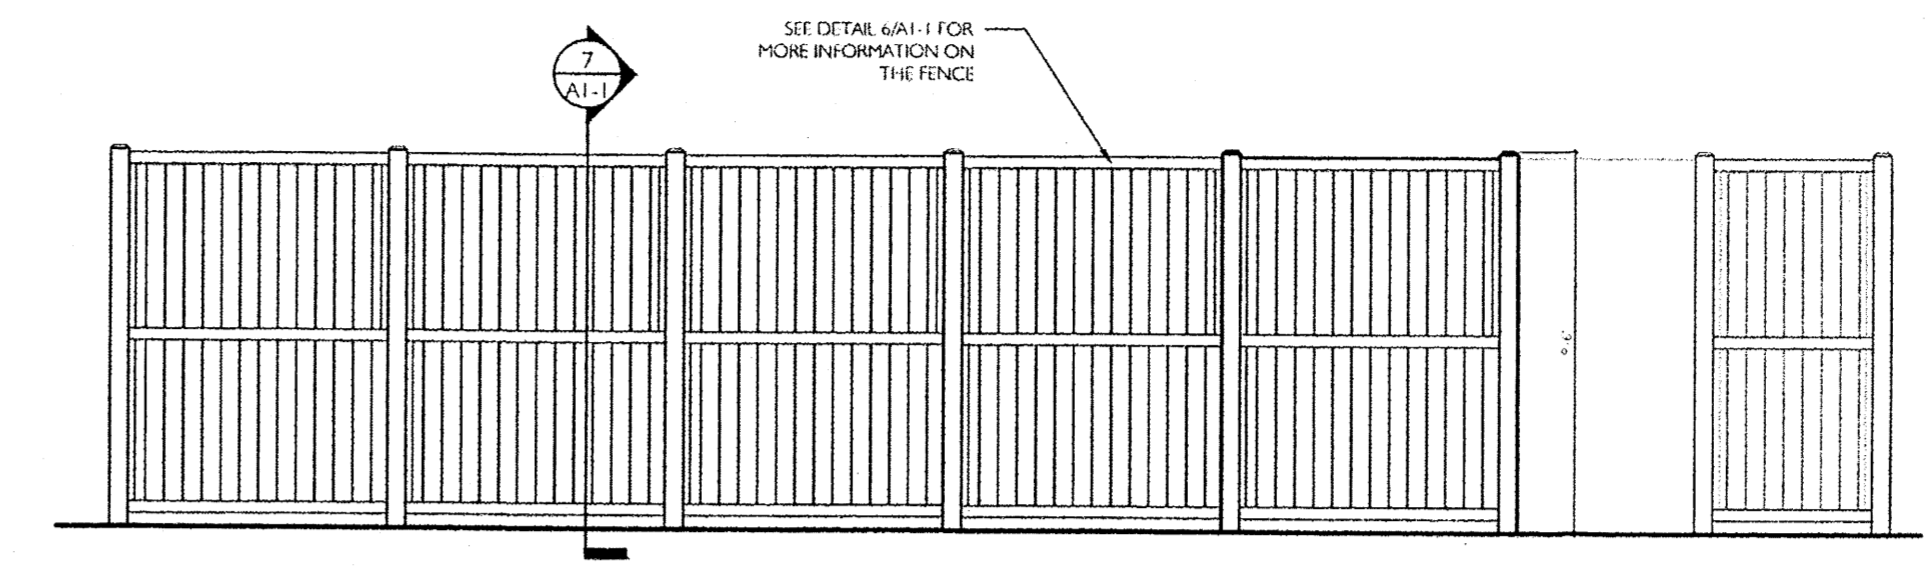 7
A1-1
SEE DETAIL 6/A1-1 FOR
MORE INFORMATION ON
THE FENCE